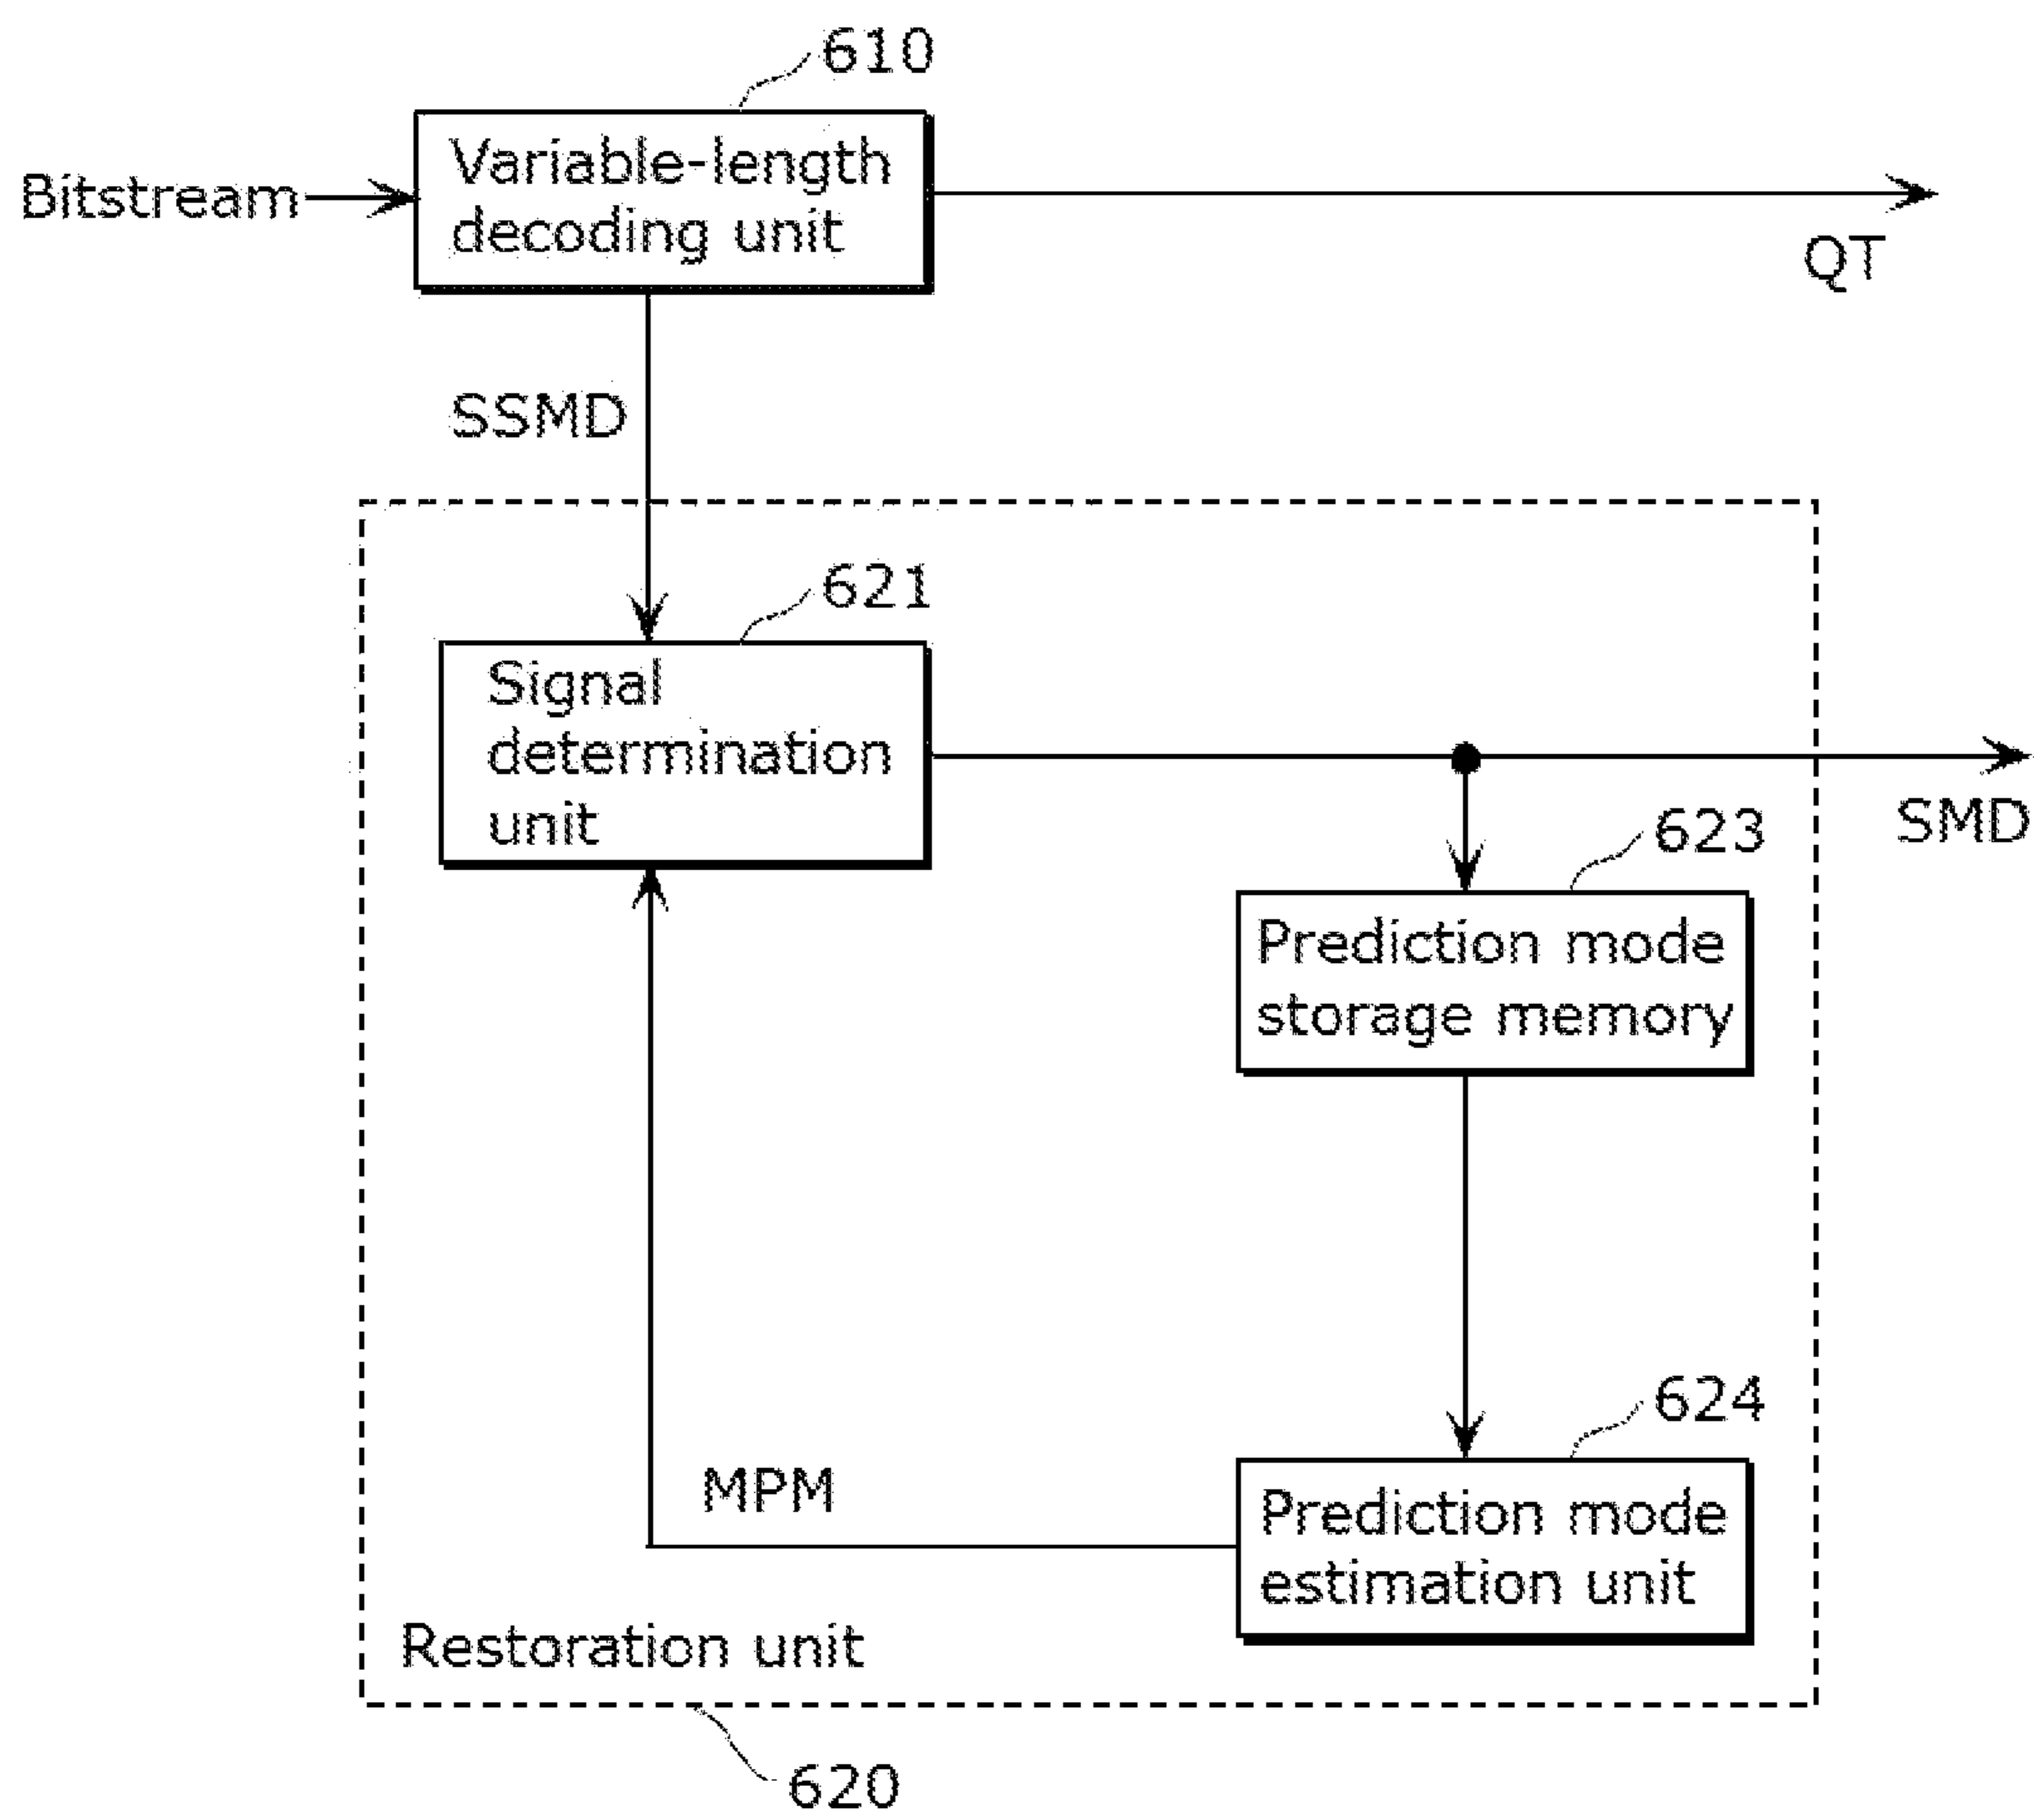 610
Bitstream
Variable-length
decoding unit
QT
SSMD
621
Signal
determination
unit
SMD
623
Prediction mode
storage memory
624
MPM
Prediction mode
estimation unit
Restoration unit
620